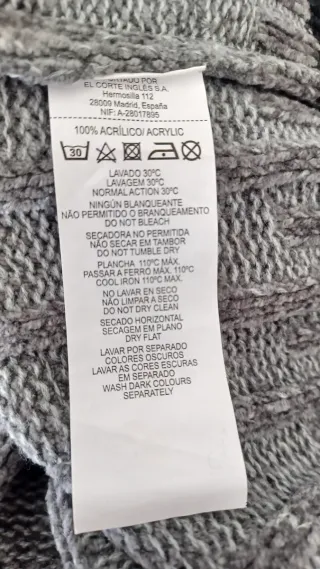 POR
EL CORTE INGLÉS S.A.
Hermosilla 112
28009 Madrid, España
NIF: A-28017895
100% ACRÍLICO/ ACRYLIC
30
LAVADO 30ºC
LAVAGEM 30ºC
NORMAL ACTION 30ºC
NINGÚN BLANQUEANTE
NÃO PERMITIDO O BRANQUEAMENTO
DO NOT BLEACH
SECADORA NO PERMITIDA
NÃO SECAR EM TAMBOR
DO NOT TUMBLE DRY
PLANCHA 110ºC MÁX.
PASSAR A FERRO MÁX. 110ºC
COOL IRON 110ºC MAX.
NO LAVAR EN SECO
NÃO LIMPAR A SECO
DO NOT DRY CLEAN
SECADO HORIZONTAL
SECAGEM EM PLANO
DRY FLAT
LAVAR POR SEPARADO
COLORES OSCUROS
LAVAR AS CORES ESCURAS
EM SEPARADO
WASH DARK COLOURS
SEPARATELY